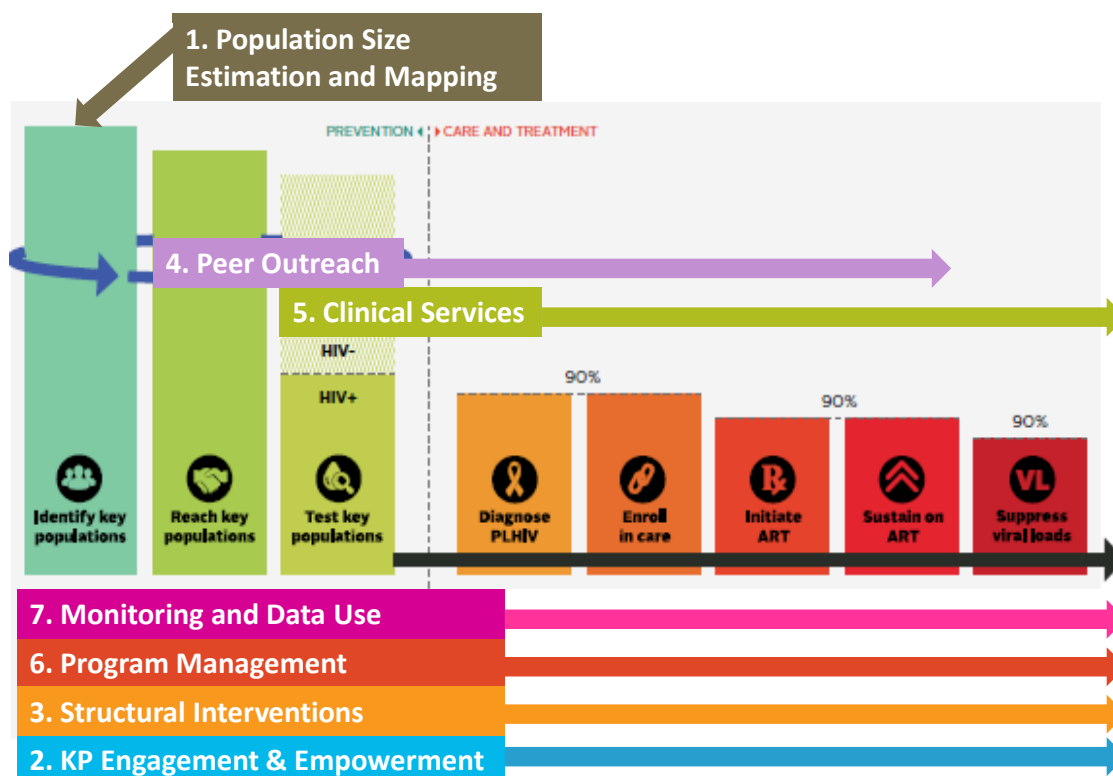 1. Population Size
Estimation and Mapping
PREVENTION
CARE AND TREATMENT
4. Peer Outreach
5. Clinical Services
HIV-
HIV+
90%
90%
90%
Identify key
populations
Reach key
populations
Test key
populations
Diagnose
PLHIV
Enroll
in care
Rx
Initiate
ART
Sustain on
ART
VL
Suppress
viral loads
7. Monitoring and Data Use
6. Program Management
3. Structural Interventions
2. KP Engagement & Empowerment